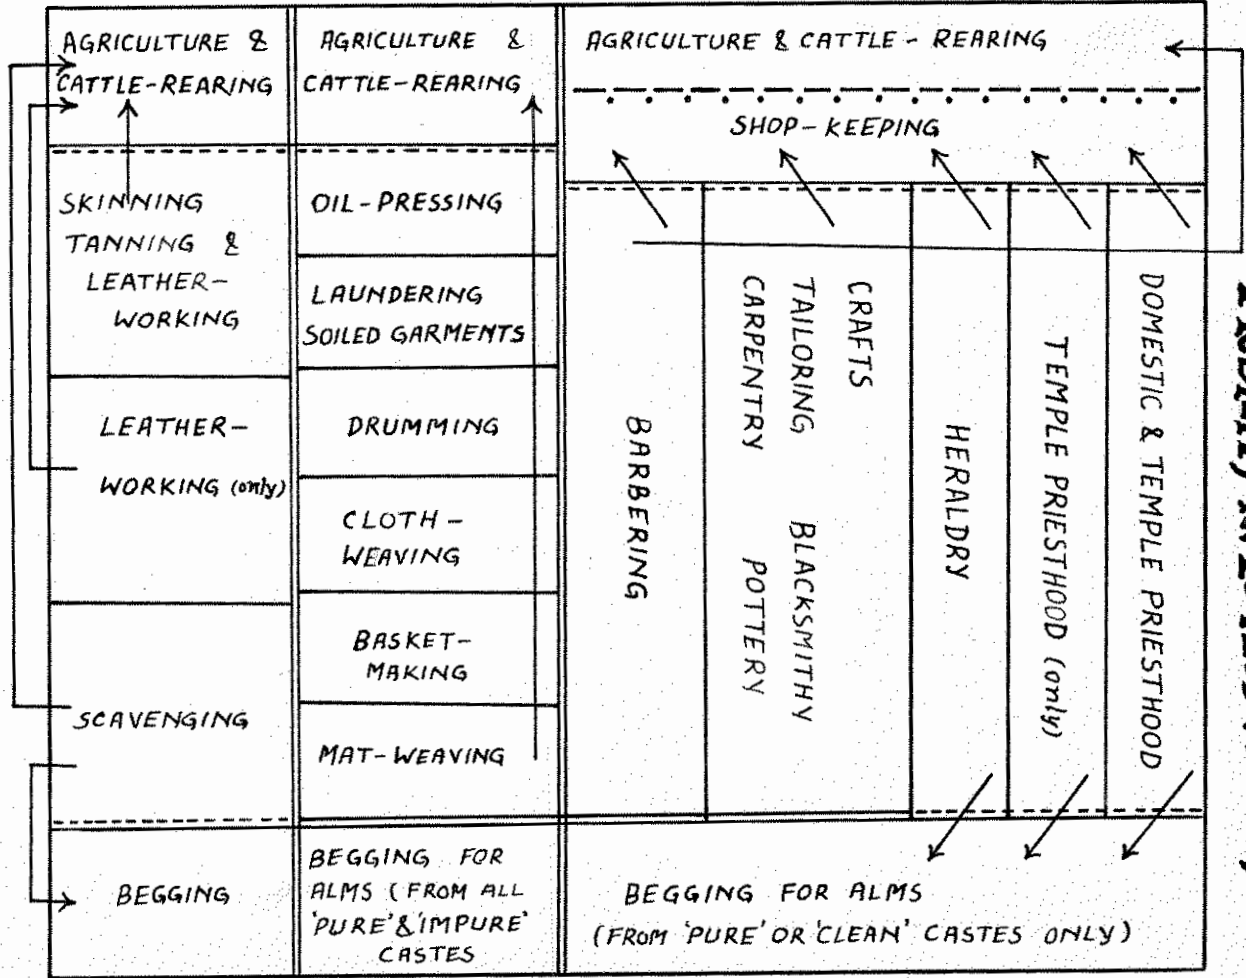 AGRICULTURE &
CATTLE-REARING
SKINNING
TANNING &
LEATHER-
WORKING
LEATHER-
WORKING (only)
SCAVENGING
BEGGING
AGRICULTURE &
CATTLE-REARING
OIL-PRESSING
LAUNDERING
SOILED GARMENTS
DRUMMING
CLOTH-
WEAVING
BASKET-
MAKING
MAT-WEAVING
BEGGING FOR
ALMS (FROM ALL
'PURE' & 'IMPURE'
CASTES
AGRICULTURE & CATTLE-REARING
SHOP-KEEPING
BARBERING
CRAFTS
TAILORING BLACKSMITHY
CARPENTRY POTTERY
HERALDRY
TEMPLE PRIESTHOOD (only)
DOMESTIC & TEMPLE PRIESTHOOD
BEGGING FOR ALMS
(FROM 'PURE' OR 'CLEAN' CASTES ONLY)